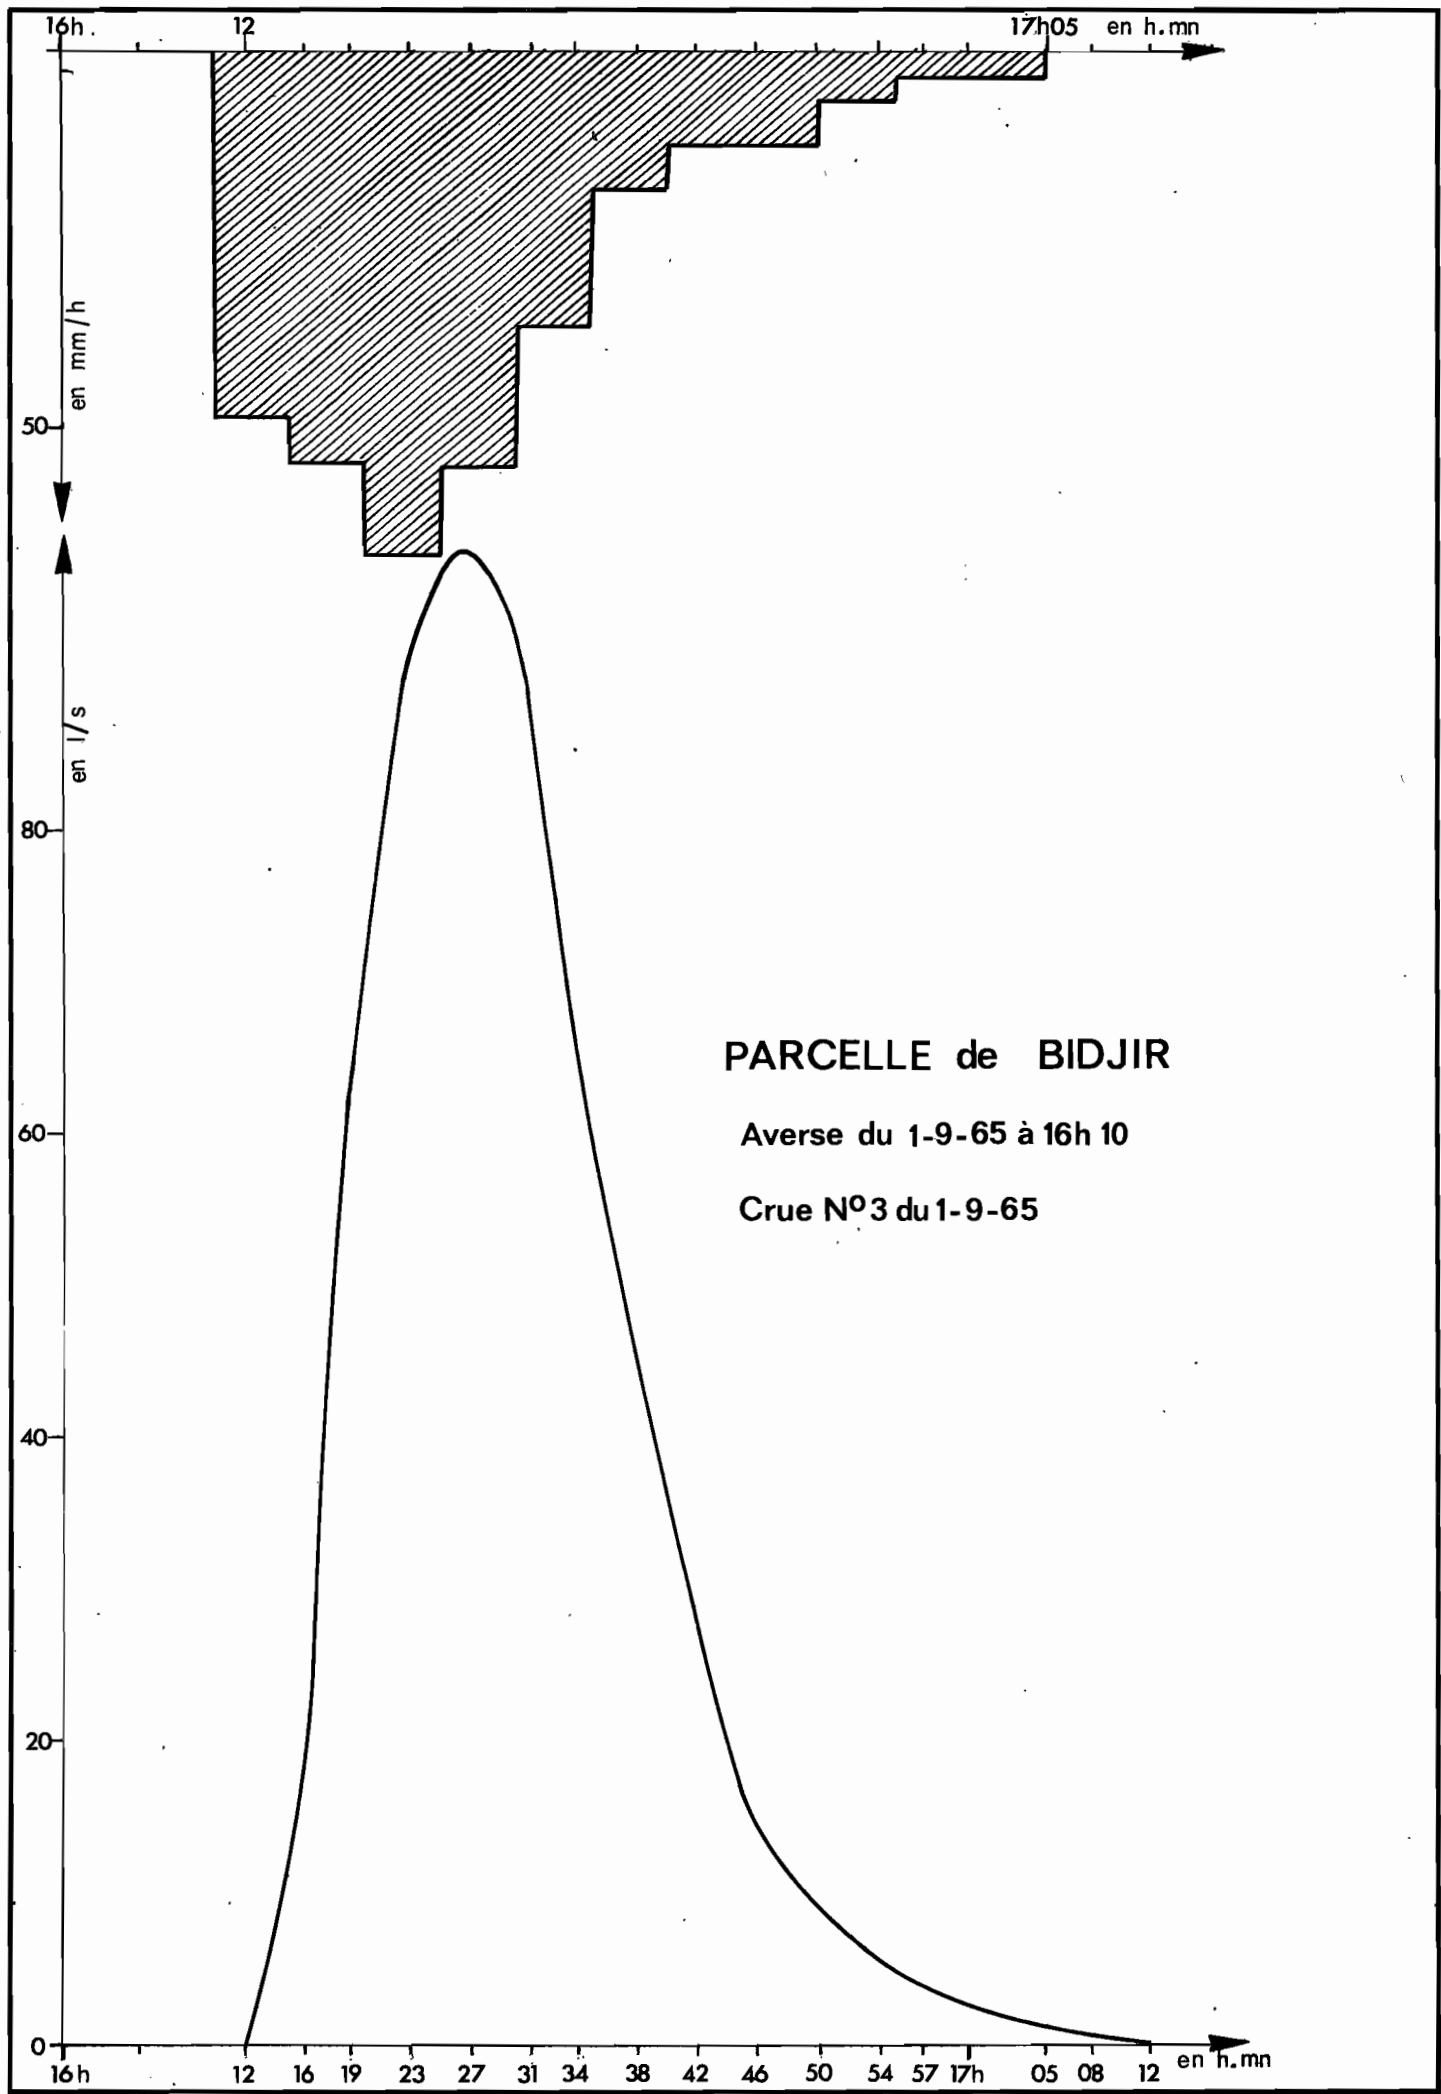 16h. 12 17h05 en h.mn
en mm/h
50
en l/s
80
PARCELLE de BIDJIR
60
Averse du 1-9-65 à 16h 10
Crue Nº3 du 1-9-65
40
20
0
16h 12 16 19 23 27 31 34 38 42 46 50 54 57 17h 05 08 12 en h.mn